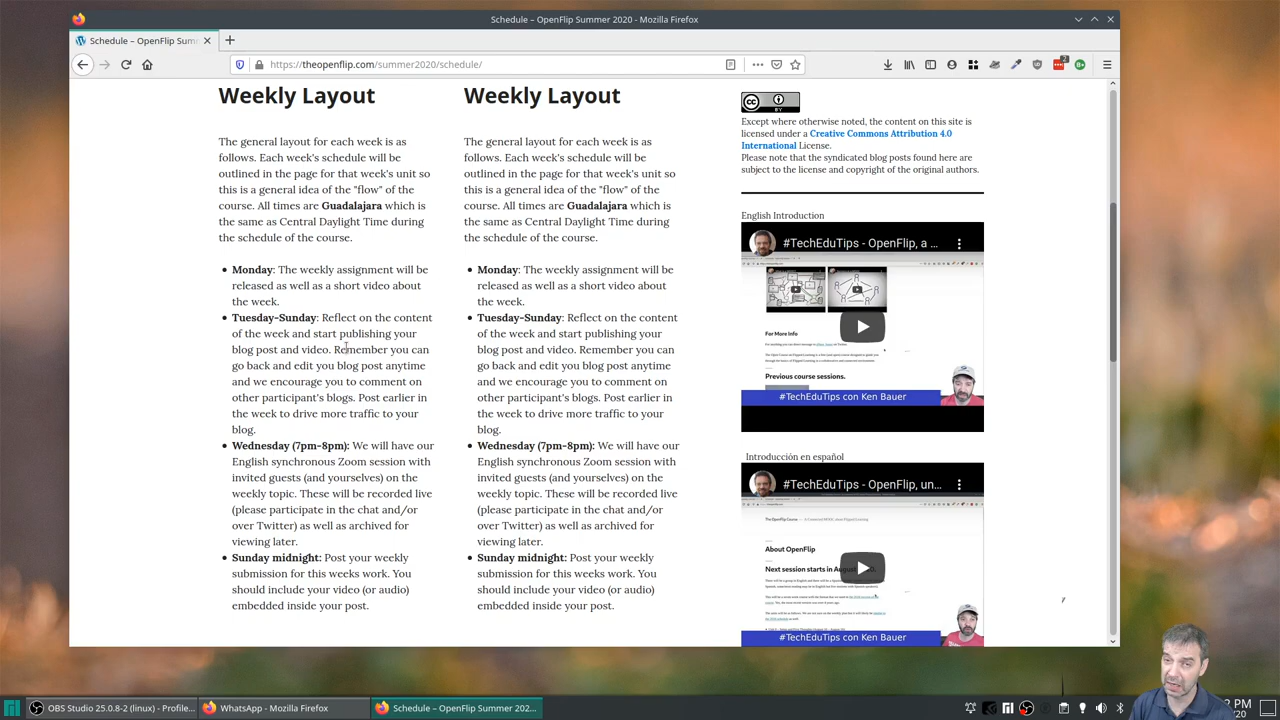 Schedule – OpenFlip Summer 2020 - Mozilla Firefox
Schedule – OpenFlip Sum
https://theopenflip.com/summer2020/schedule/
Weekly Layout
The general layout for each week is as
follows. Each week's schedule will be
outlined in the page for that week's unit so
this is a general idea of the "flow" of the
course. All times are Guadalajara which is
the same as Central Daylight Time during
the schedule of the course.
Monday: The weekly assignment will be
released as well as a short video about
the week.
Tuesday-Sunday: Reflect on the content
of the week and start publishing your
blog post and video. Remember you can
go back and edit you blog post anytime
and we encourage you to comment on
other participant's blogs. Post earlier in
the week to drive more traffic to your
blog.
Wednesday (7pm-8pm): We will have our
English synchronous Zoom session with
invited guests (and yourselves) on the
weekly topic. These will be recorded live
(please participate in the chat and/or
over Twitter) as well as archived for
viewing later.
Sunday midnight: Post your weekly
submission for this weeks work. You
should include your video (or audio)
embedded inside your post.
Weekly Layout
The general layout for each week is as
follows. Each week's schedule will be
outlined in the page for that week's unit so
this is a general idea of the "flow" of the
course. All times are Guadalajara which is
the same as Central Daylight Time during
the schedule of the course.
Monday: The weekly assignment will be
released as well as a short video about
the week.
Tuesday-Sunday: Reflect on the content
of the week and start publishing your
blog post and video. Remember you can
go back and edit you blog post anytime
and we encourage you to comment on
other participant's blogs. Post earlier in
the week to drive more traffic to your
blog.
Wednesday (7pm-8pm): We will have our
English synchronous Zoom session with
invited guests (and yourselves) on the
weekly topic. These will be recorded live
(please participate in the chat and/or
over Twitter) as well as archived for
viewing later.
Sunday midnight: Post your weekly
submission for this weeks work. You
should include your video (or audio)
embedded inside your post.
CC BY
Except where otherwise noted, the content on this site is
licensed under a Creative Commons Attribution 4.0
International License.
Please note that the syndicated blog posts found here are
subject to the license and copyright of the original authors.
English Introduction
#TechEduTips - OpenFlip, a ...
For More Info
Previous course sessions.
#TechEduTips con Ken Bauer
Introducción en español
#TechEduTips - OpenFlip, un...
About OpenFlip
Next session starts in August
#TechEduTips con Ken Bauer
OBS Studio 25.0.8-2 (linux) - Profile...
WhatsApp - Mozilla Firefox
Schedule – OpenFlip Summer 202...